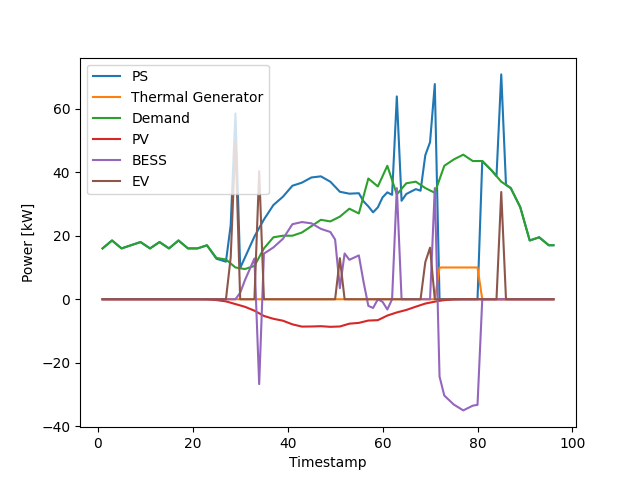 PS
Thermal Generator
Demand
PV
BESS
EV
Power [kW]
60
40
20
0
−20
−40
0 20 40 60 80 100
Timestamp